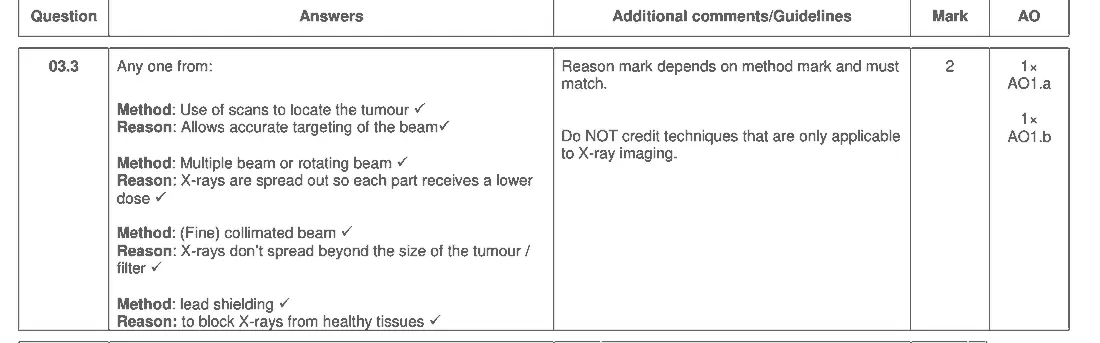 Question Answers Additional comments/Guidelines Mark AO
03.3 Any one from: Reason mark depends on method mark and must 2 1×
match. AO1.a
Method: Use of scans to locate the tumour ✓
Reason: Allows accurate targeting of the beam✓ 1×
Do NOT credit techniques that are only applicable AO1.b
to X-ray imaging.
Method: Multiple beam or rotating beam ✓
Reason: X-rays are spread out so each part receives a lower
dose ✓
Method: (Fine) collimated beam ✓
Reason: X-rays don't spread beyond the size of the tumour /
filter ✓
Method: lead shielding ✓
Reason: to block X-rays from healthy tissues ✓